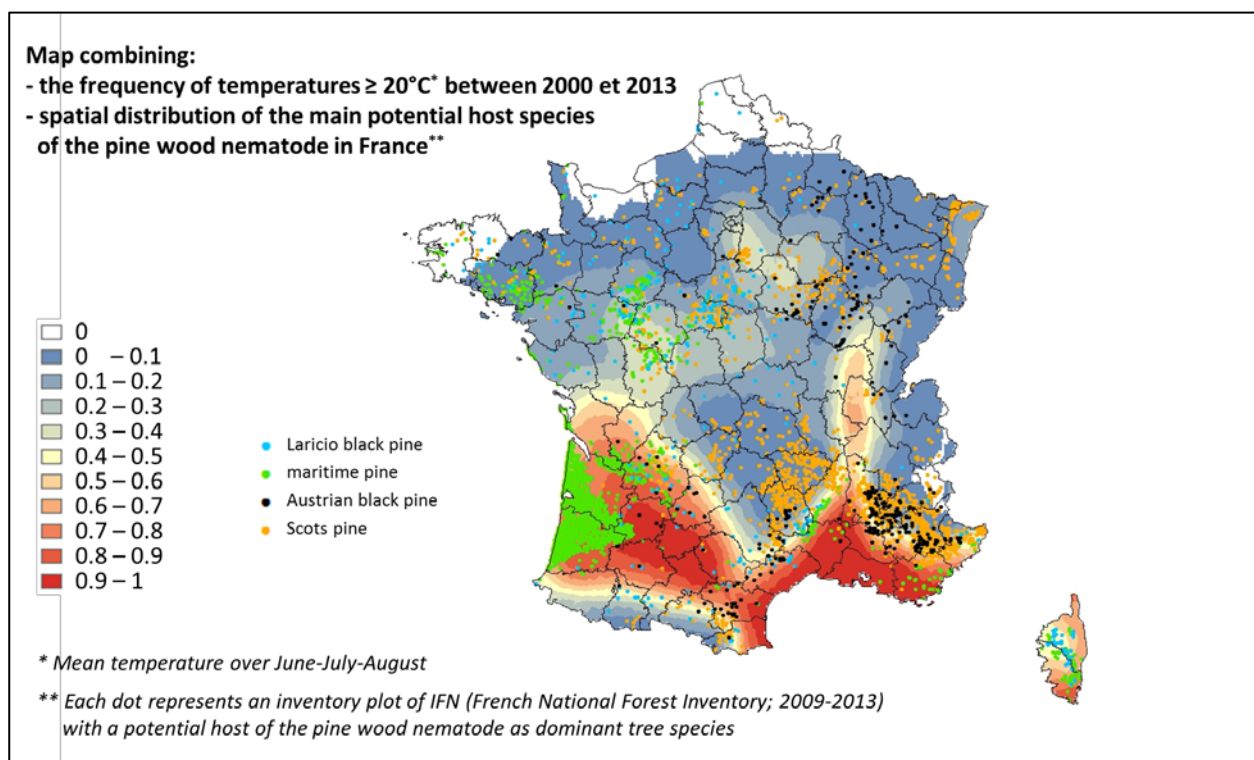 Map combining:
- the frequency of temperatures ≥ 20°C* between 2000 et 2013
- spatial distribution of the main potential host species
of the pine wood nematode in France**
0
0 – 0.1
0.1 – 0.2
0.2 – 0.3
0.3 – 0.4
0.4 – 0.5
0.5 – 0.6
0.6 – 0.7
0.7 – 0.8
0.8 – 0.9
0.9 – 1
Laricio black pine
maritime pine
Austrian black pine
Scots pine
* Mean temperature over June-July-August
** Each dot represents an inventory plot of IFN (French National Forest Inventory; 2009-2013)
with a potential host of the pine wood nematode as dominant tree species